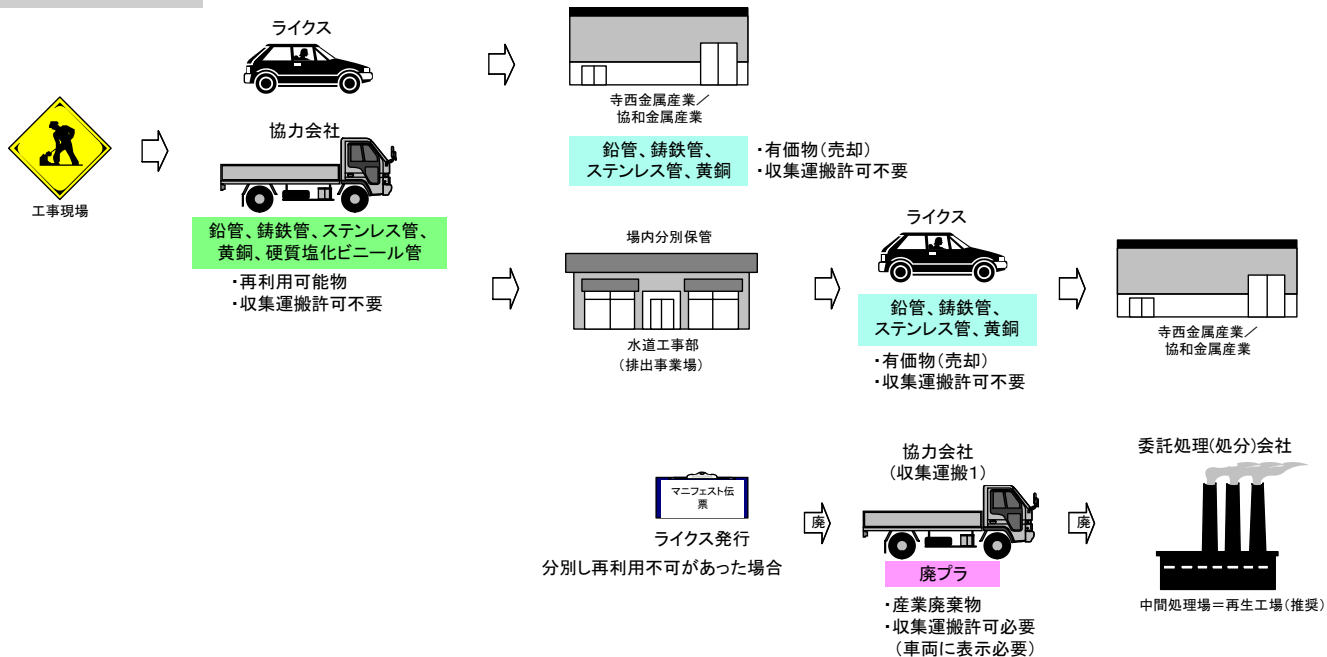 ライクス
寺西金属産業／
協和金属産業
工事現場
協力会社
鉛管、鋳鉄管、ステンレス管、
黄銅、硬質塩化ビニール管
・再利用可能物
・収集運搬許可不要
鉛管、鋳鉄管、
ステンレス管、黄銅
・有価物(売却)
・収集運搬許可不要
場内分別保管
水道工事部
(排出事業場)
ライクス
鉛管、鋳鉄管、
ステンレス管、黄銅
・有価物(売却)
・収集運搬許可不要
寺西金属産業／
協和金属産業
マニフェスト伝
票
ライクス発行
分別し再利用不可があった場合
廃
協力会社
(収集運搬1)
廃プラ
・産業廃棄物
・収集運搬許可必要
(車両に表示必要)
廃
委託処理(処分)会社
中間処理場＝再生工場(推奨)